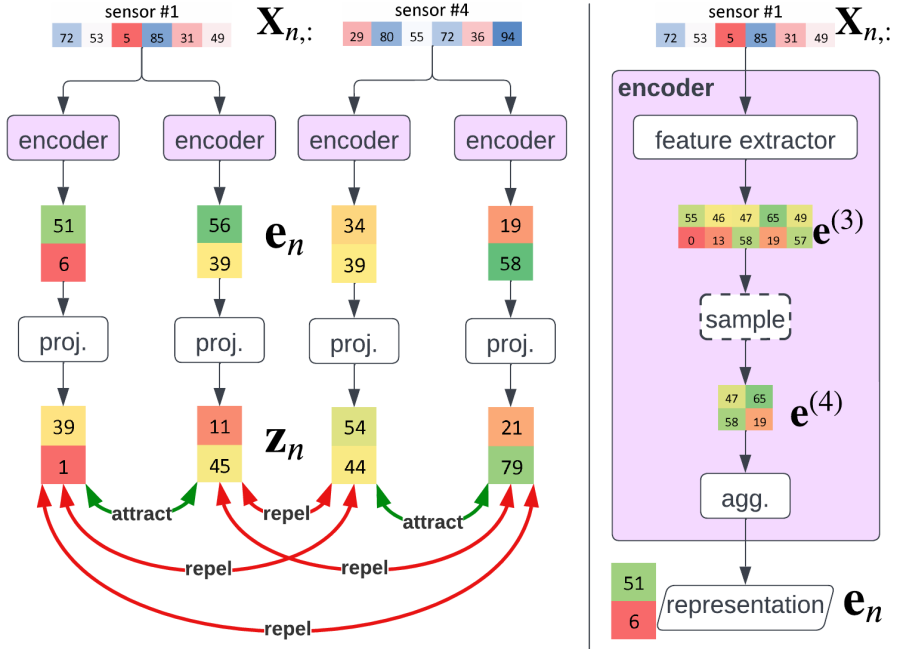 sensor #1
X_{n,:}
72 53 5 85 31 49
sensor #4
29 80 55 72 36 94
encoder
encoder
encoder
encoder
51
6
56
39
e_n
34
39
19
58
proj.
proj.
proj.
proj.
39
1
11
45
z_n
54
44
21
79
attract
repel
attract
repel
repel
repel
sensor #1
X_{n,:}
72 53 5 85 31 49
encoder
feature extractor
55 46 47 65 49
0 13 58 19 57
e^{(3)}
sample
47 65
58 19
e^{(4)}
agg.
51
6
representation
e_n